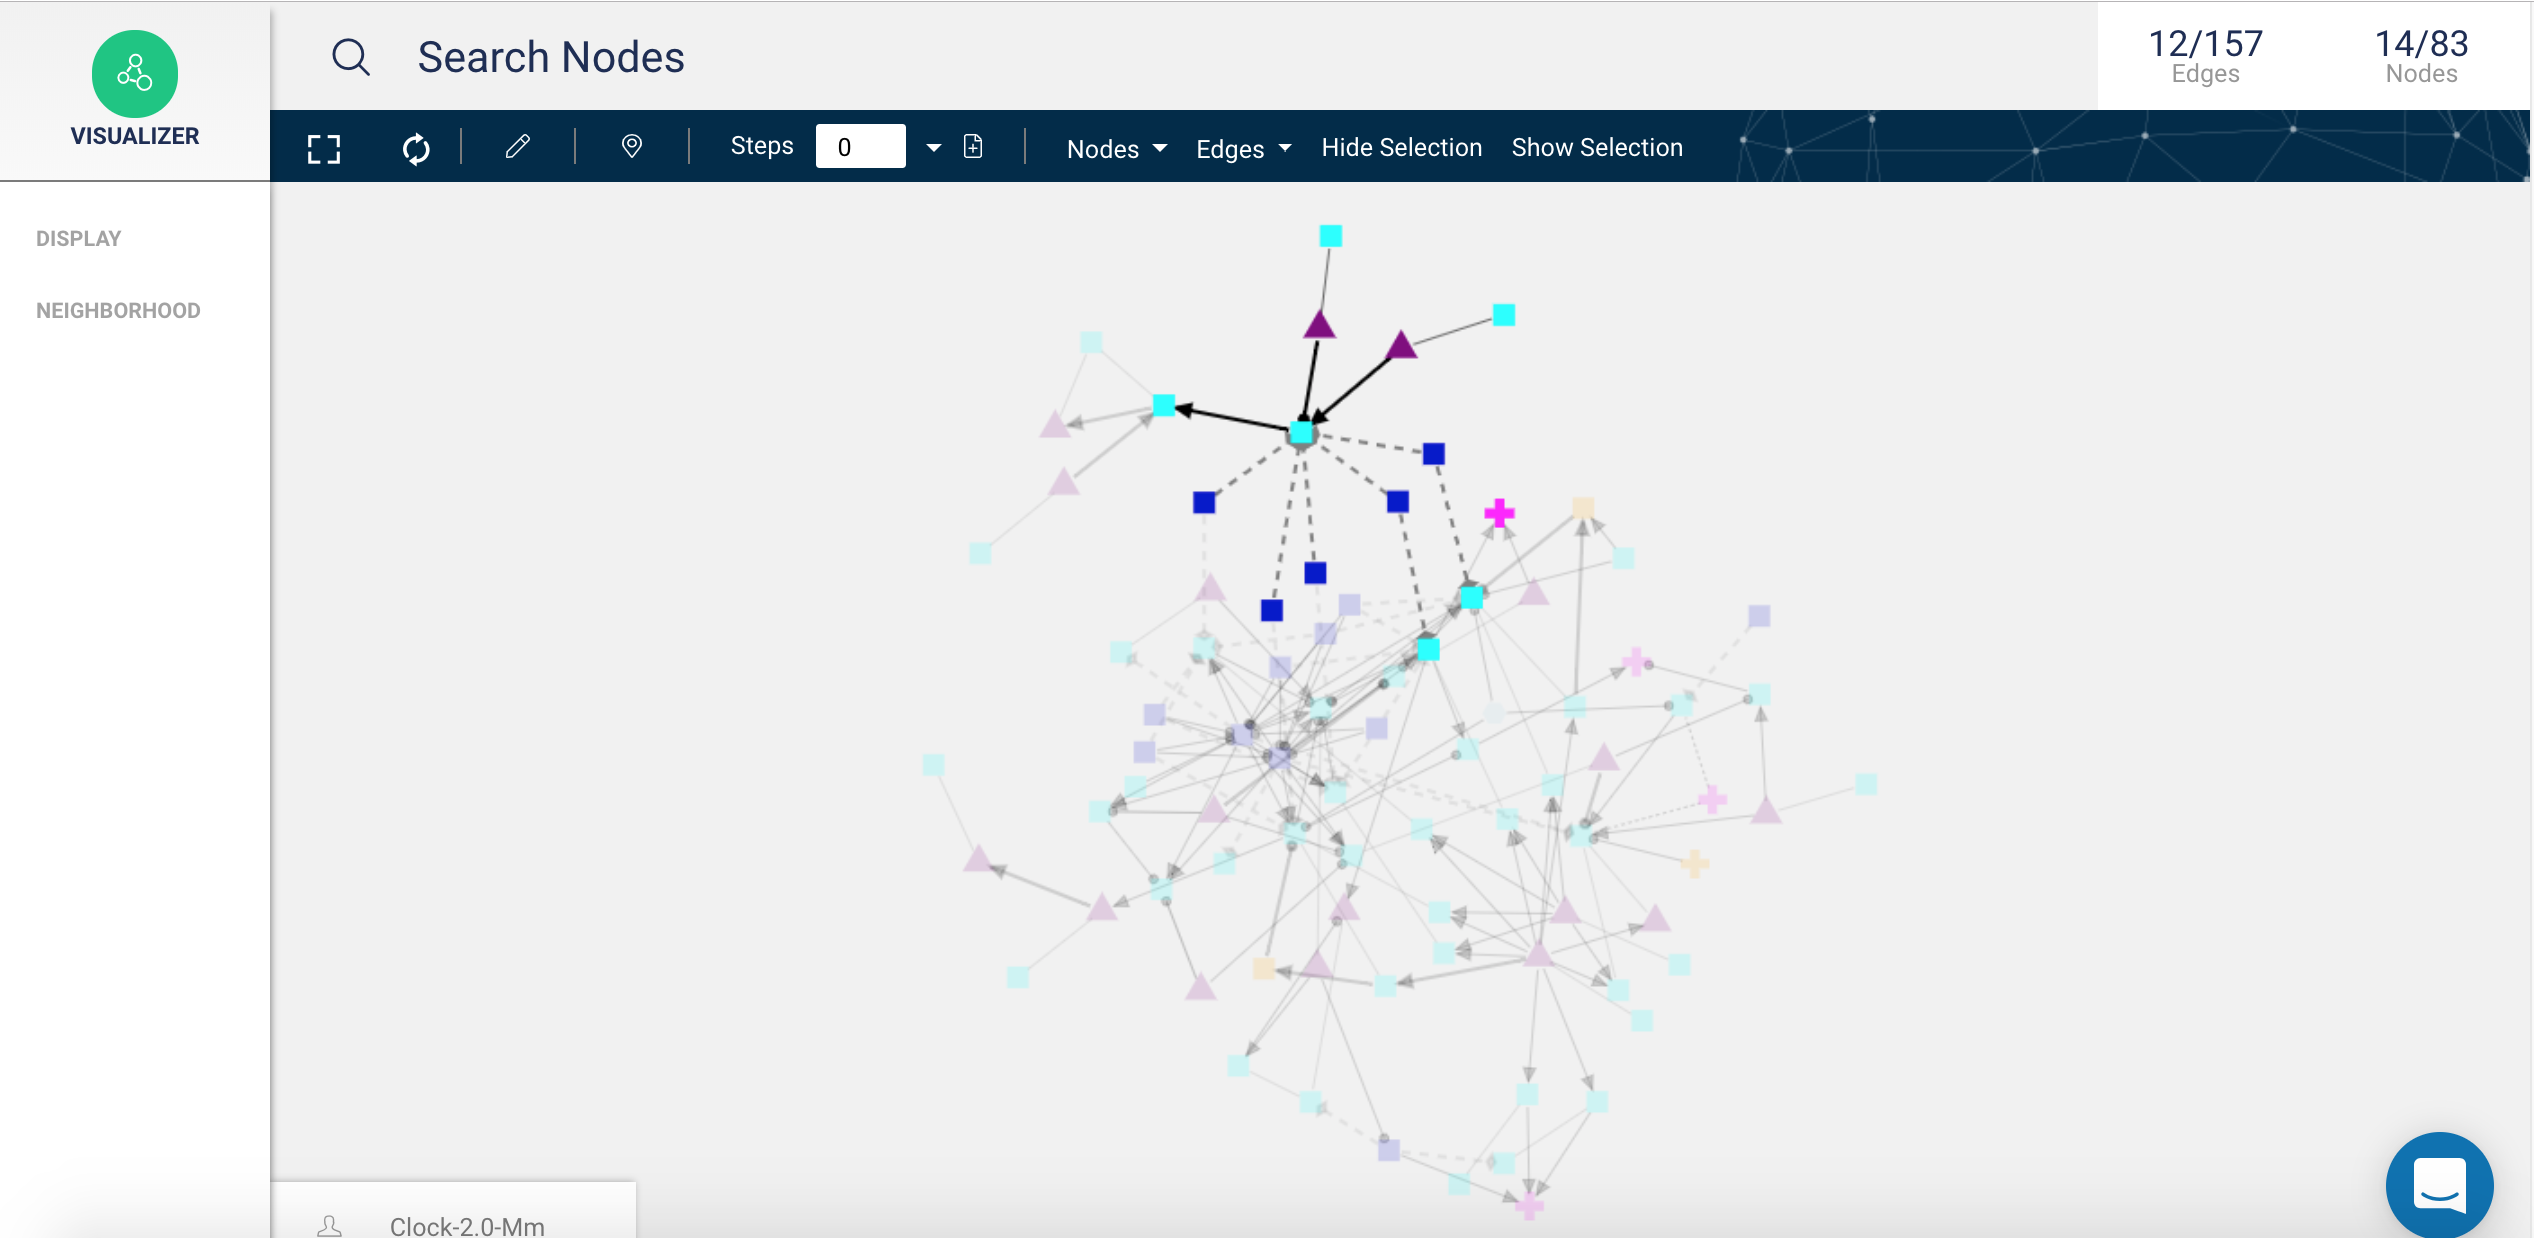 Search Nodes
12/157
Edges
14/83
Nodes
VISUALIZER
Steps 0 Nodes Edges Hide Selection Show Selection
DISPLAY
NEIGHBORHOOD
Clock-2.0-Mm